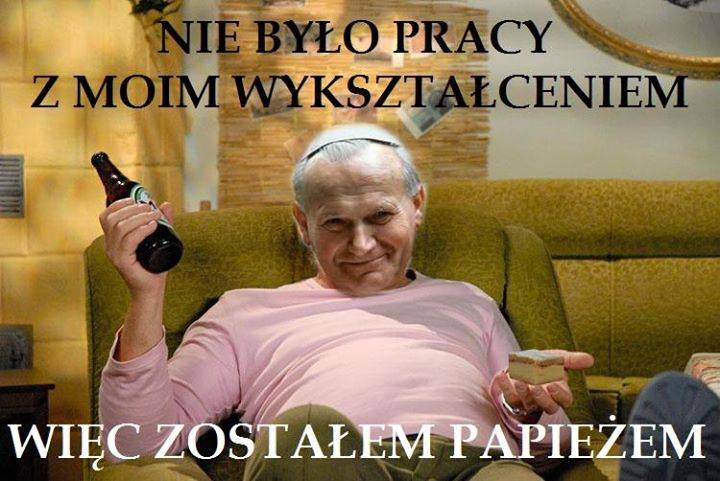 NIE BYŁO PRACY
Z MOIM WYKSZTAŁCENIEM
WIĘC ZOSTAŁEM PAPIEŻEM